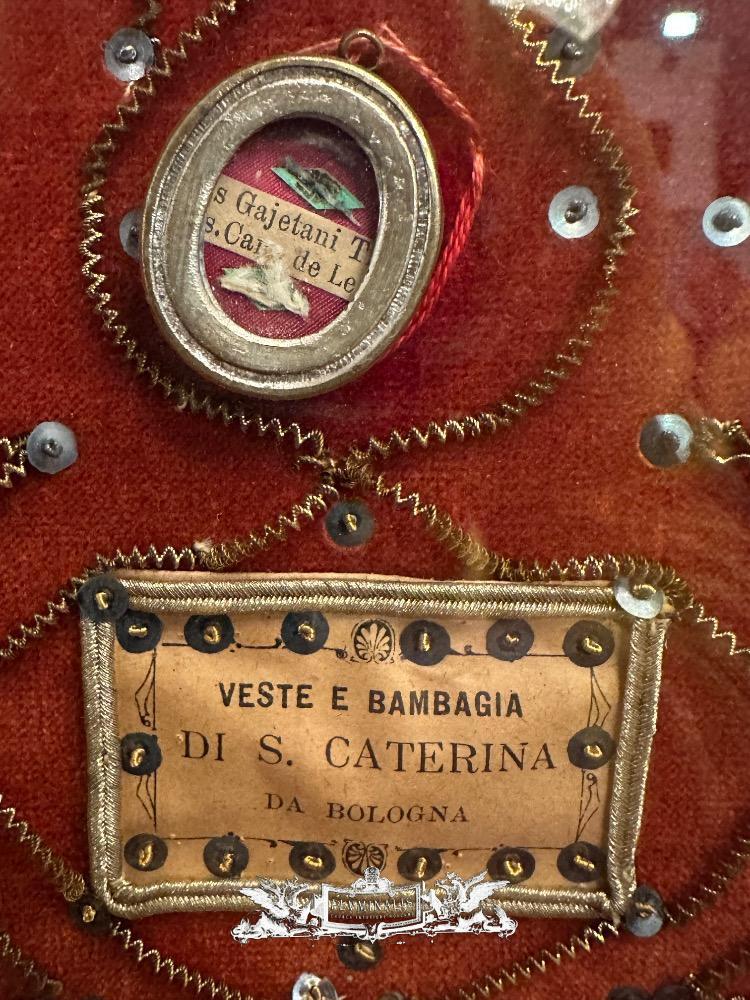 s Gajetani T
s. Cam de Le
VESTE E BAMBAGIA
DI S. CATERINA
DA BOLOGNA